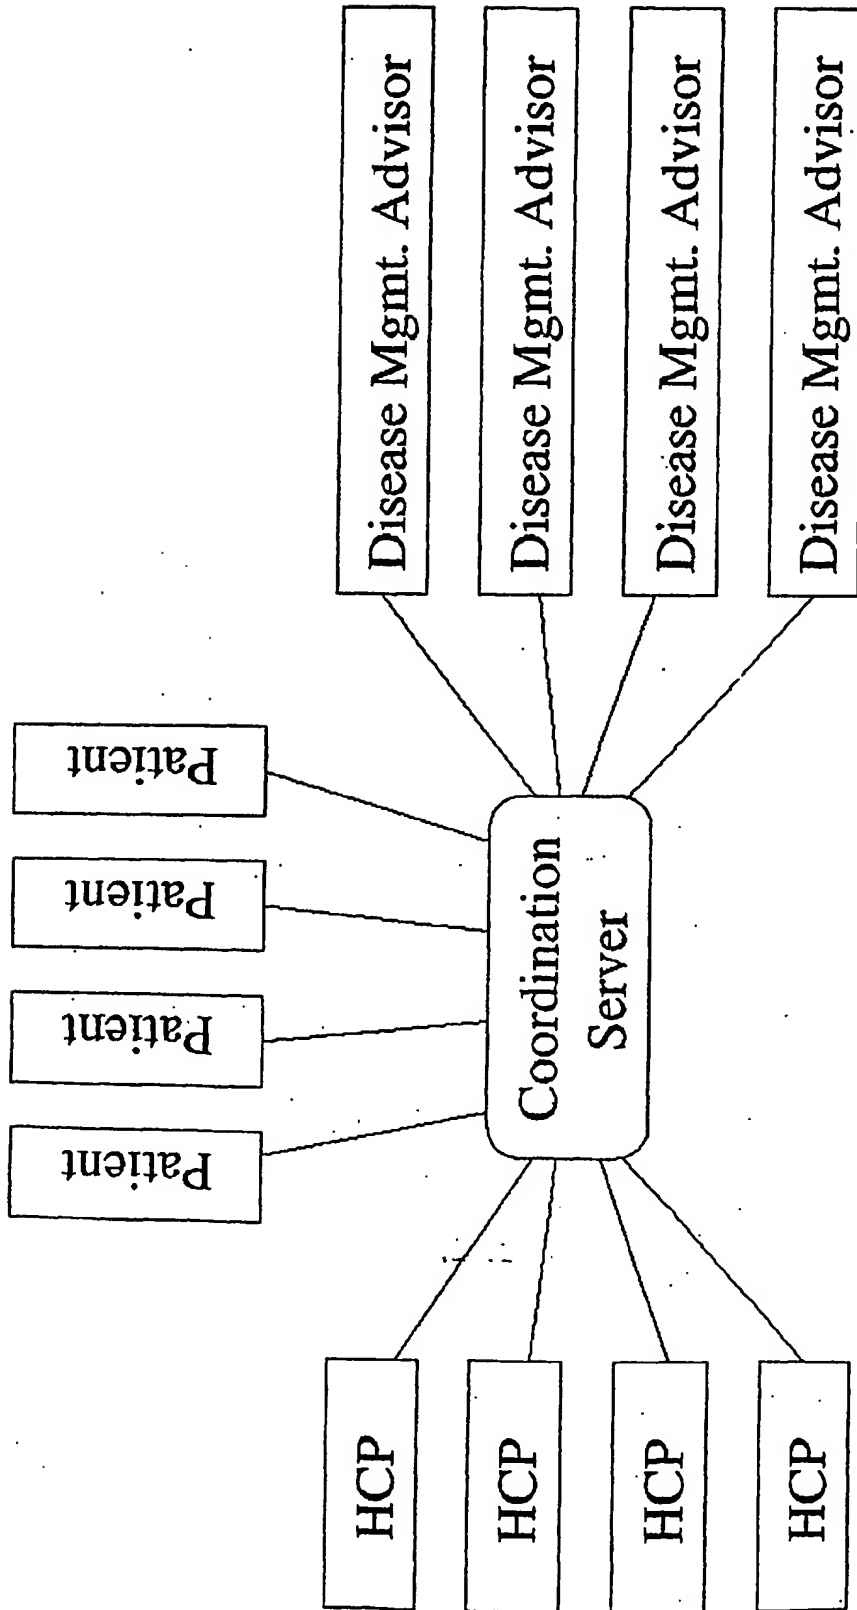 Patient
Patient
Patient
Patient
HCP
HCP
HCP
HCP
Coordination
Server
Disease Mgmt. Advisor
Disease Mgmt. Advisor
Disease Mgmt. Advisor
Disease Mgmt. Advisor